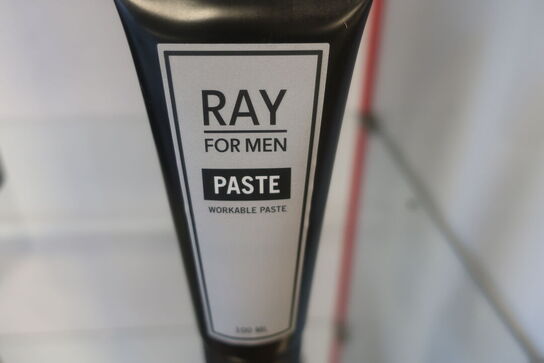 RAY
FOR MEN
PASTE
WORKABLE PASTE
100 ML